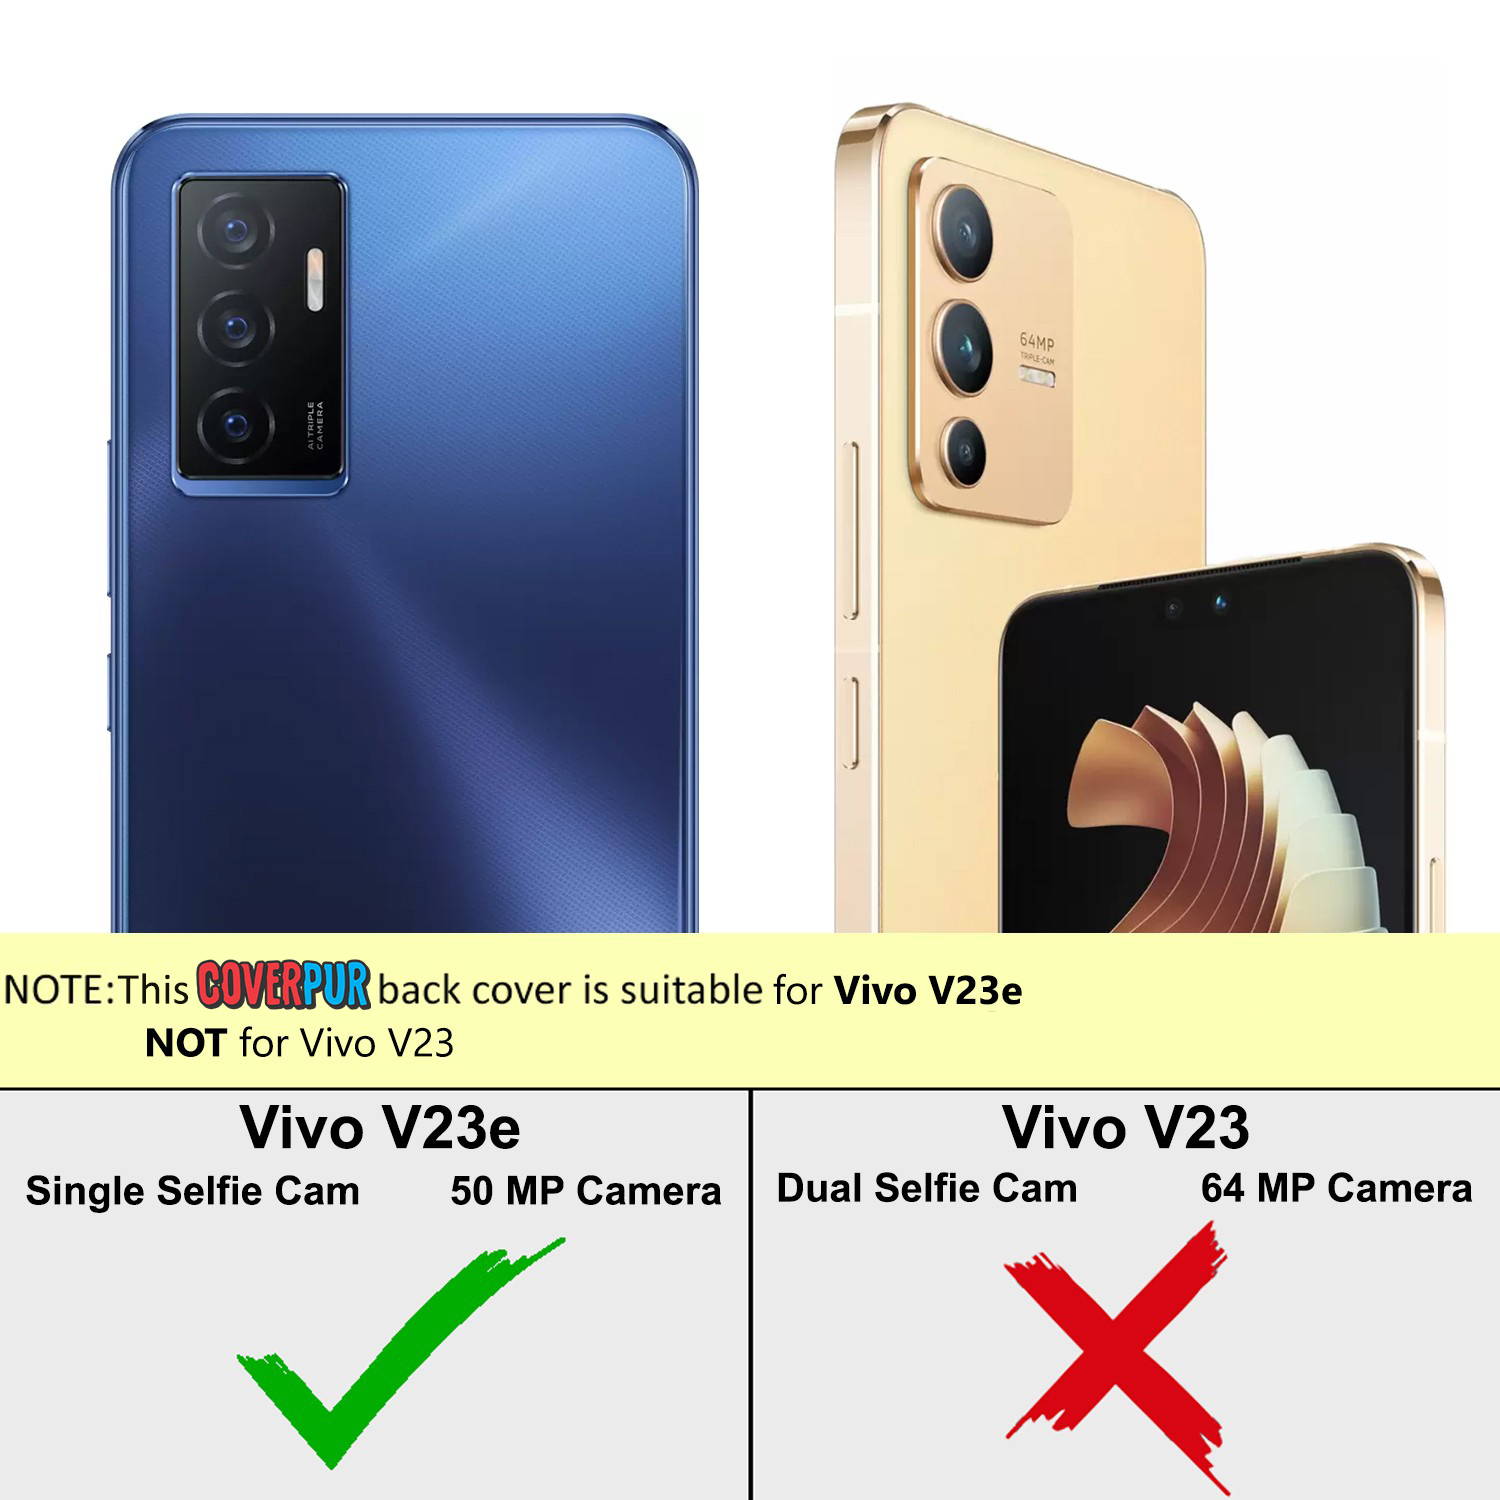 AI TRIPLE
CAMERA
64MP
TRIPLE-CAM
NOTE:This COVERPUR back cover is suitable for Vivo V23e
NOT for Vivo V23
Vivo V23e
Single Selfie Cam 50 MP Camera
Vivo V23
Dual Selfie Cam 64 MP Camera